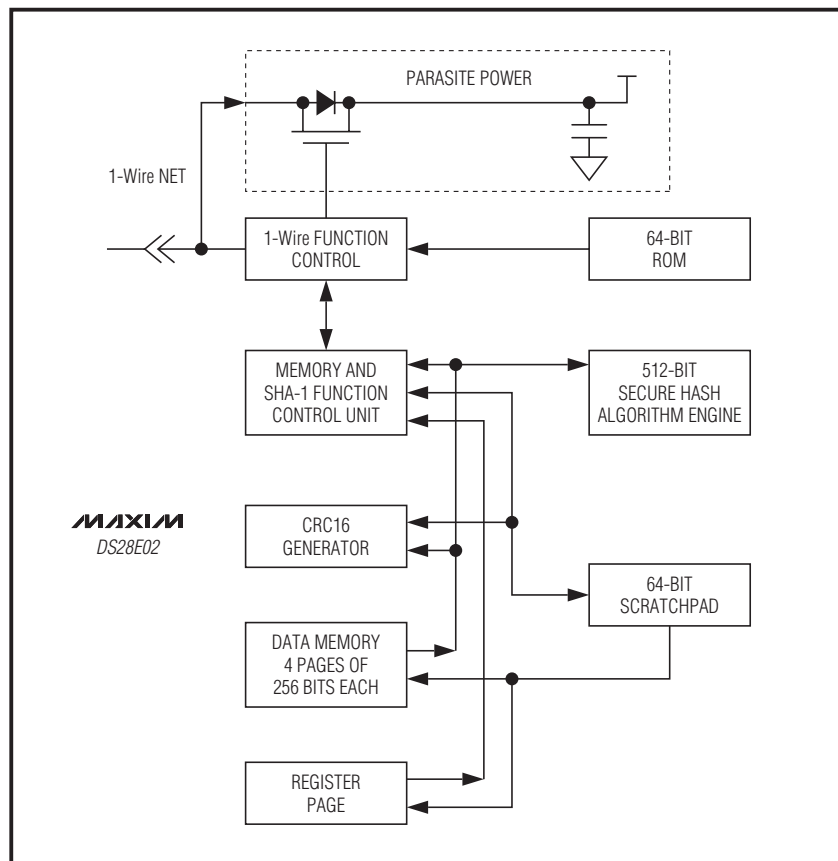 PARASITE POWER
1-Wire NET
1-Wire FUNCTION
CONTROL
64-BIT
ROM
MEMORY AND
SHA-1 FUNCTION
CONTROL UNIT
512-BIT
SECURE HASH
ALGORITHM ENGINE
MAXIM
DS28E02
CRC16
GENERATOR
64-BIT
SCRATCHPAD
DATA MEMORY
4 PAGES OF
256 BITS EACH
REGISTER
PAGE